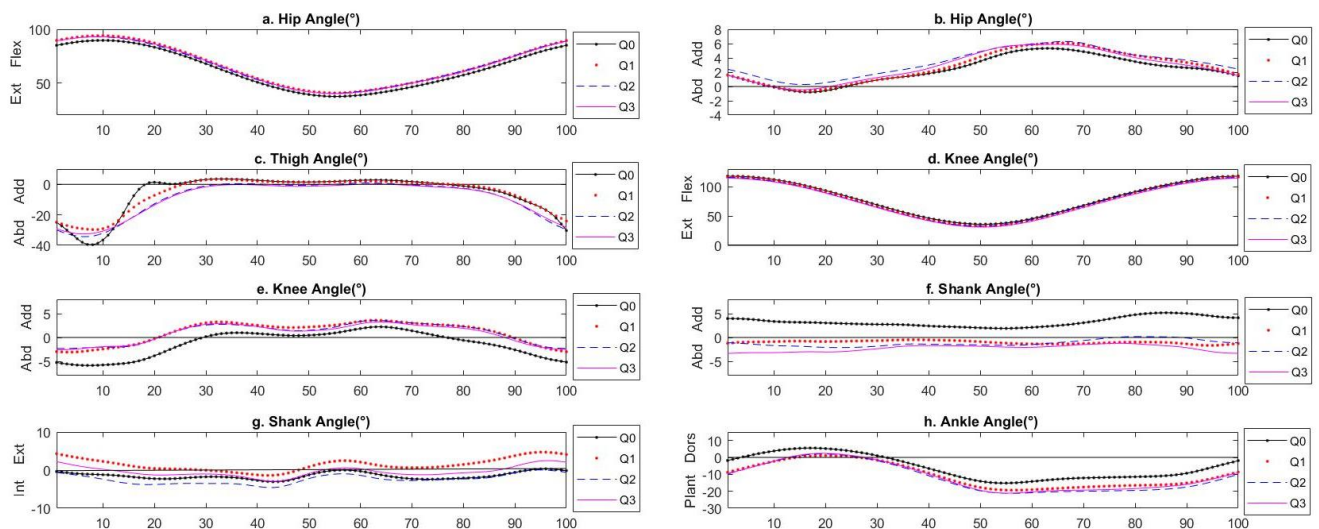 a. Hip Angle(°)
Ext Flex
100
50
10 20 30 40 50 60 70 80 90 100
Q0
Q1
Q2
Q3
b. Hip Angle(°)
Abd Add
8
6
4
2
0
-2
-4
10 20 30 40 50 60 70 80 90 100
Q0
Q1
Q2
Q3
c. Thigh Angle(°)
Abd Add
0
-20
-40
10 20 30 40 50 60 70 80 90 100
Q0
Q1
Q2
Q3
d. Knee Angle(°)
Ext Flex
100
50
0
10 20 30 40 50 60 70 80 90 100
Q0
Q1
Q2
Q3
e. Knee Angle(°)
Abd Add
5
0
-5
10 20 30 40 50 60 70 80 90 100
Q0
Q1
Q2
Q3
f. Shank Angle(°)
Abd Add
5
0
-5
10 20 30 40 50 60 70 80 90 100
Q0
Q1
Q2
Q3
g. Shank Angle(°)
Int Ext
10
0
-10
10 20 30 40 50 60 70 80 90 100
Q0
Q1
Q2
Q3
h. Ankle Angle(°)
Plant Dors
10
0
-10
-20
-30
10 20 30 40 50 60 70 80 90 100
Q0
Q1
Q2
Q3